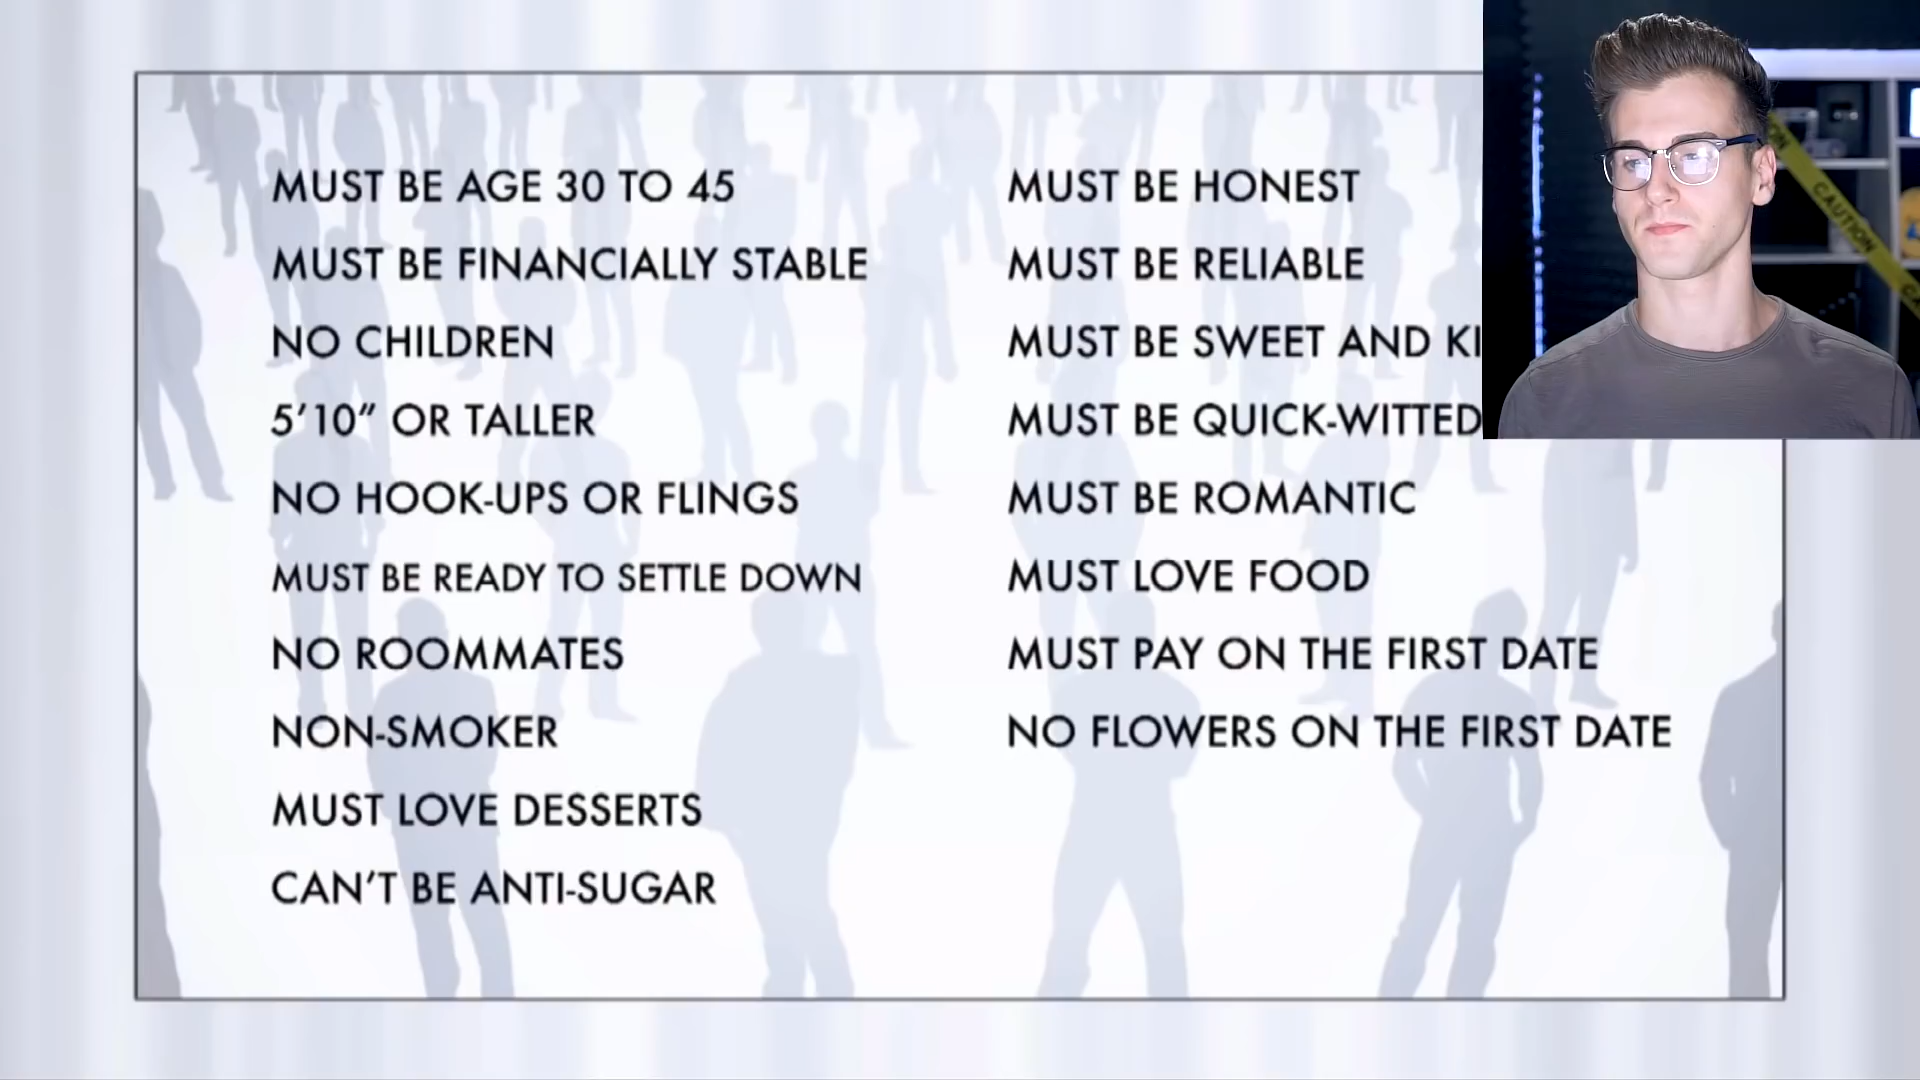 MUST BE AGE 30 TO 45
MUST BE FINANCIALLY STABLE
NO CHILDREN
5'10" OR TALLER
NO HOOK-UPS OR FLINGS
MUST BE READY TO SETTLE DOWN
NO ROOMMATES
NON-SMOKER
MUST LOVE DESSERTS
CAN'T BE ANTI-SUGAR
MUST BE HONEST
MUST BE RELIABLE
MUST BE SWEET AND
MUST BE QUICK-WITTED
MUST BE ROMANTIC
MUST LOVE FOOD
MUST PAY ON THE FIRST DATE
NO FLOWERS ON THE FIRST DATE
CAUTION